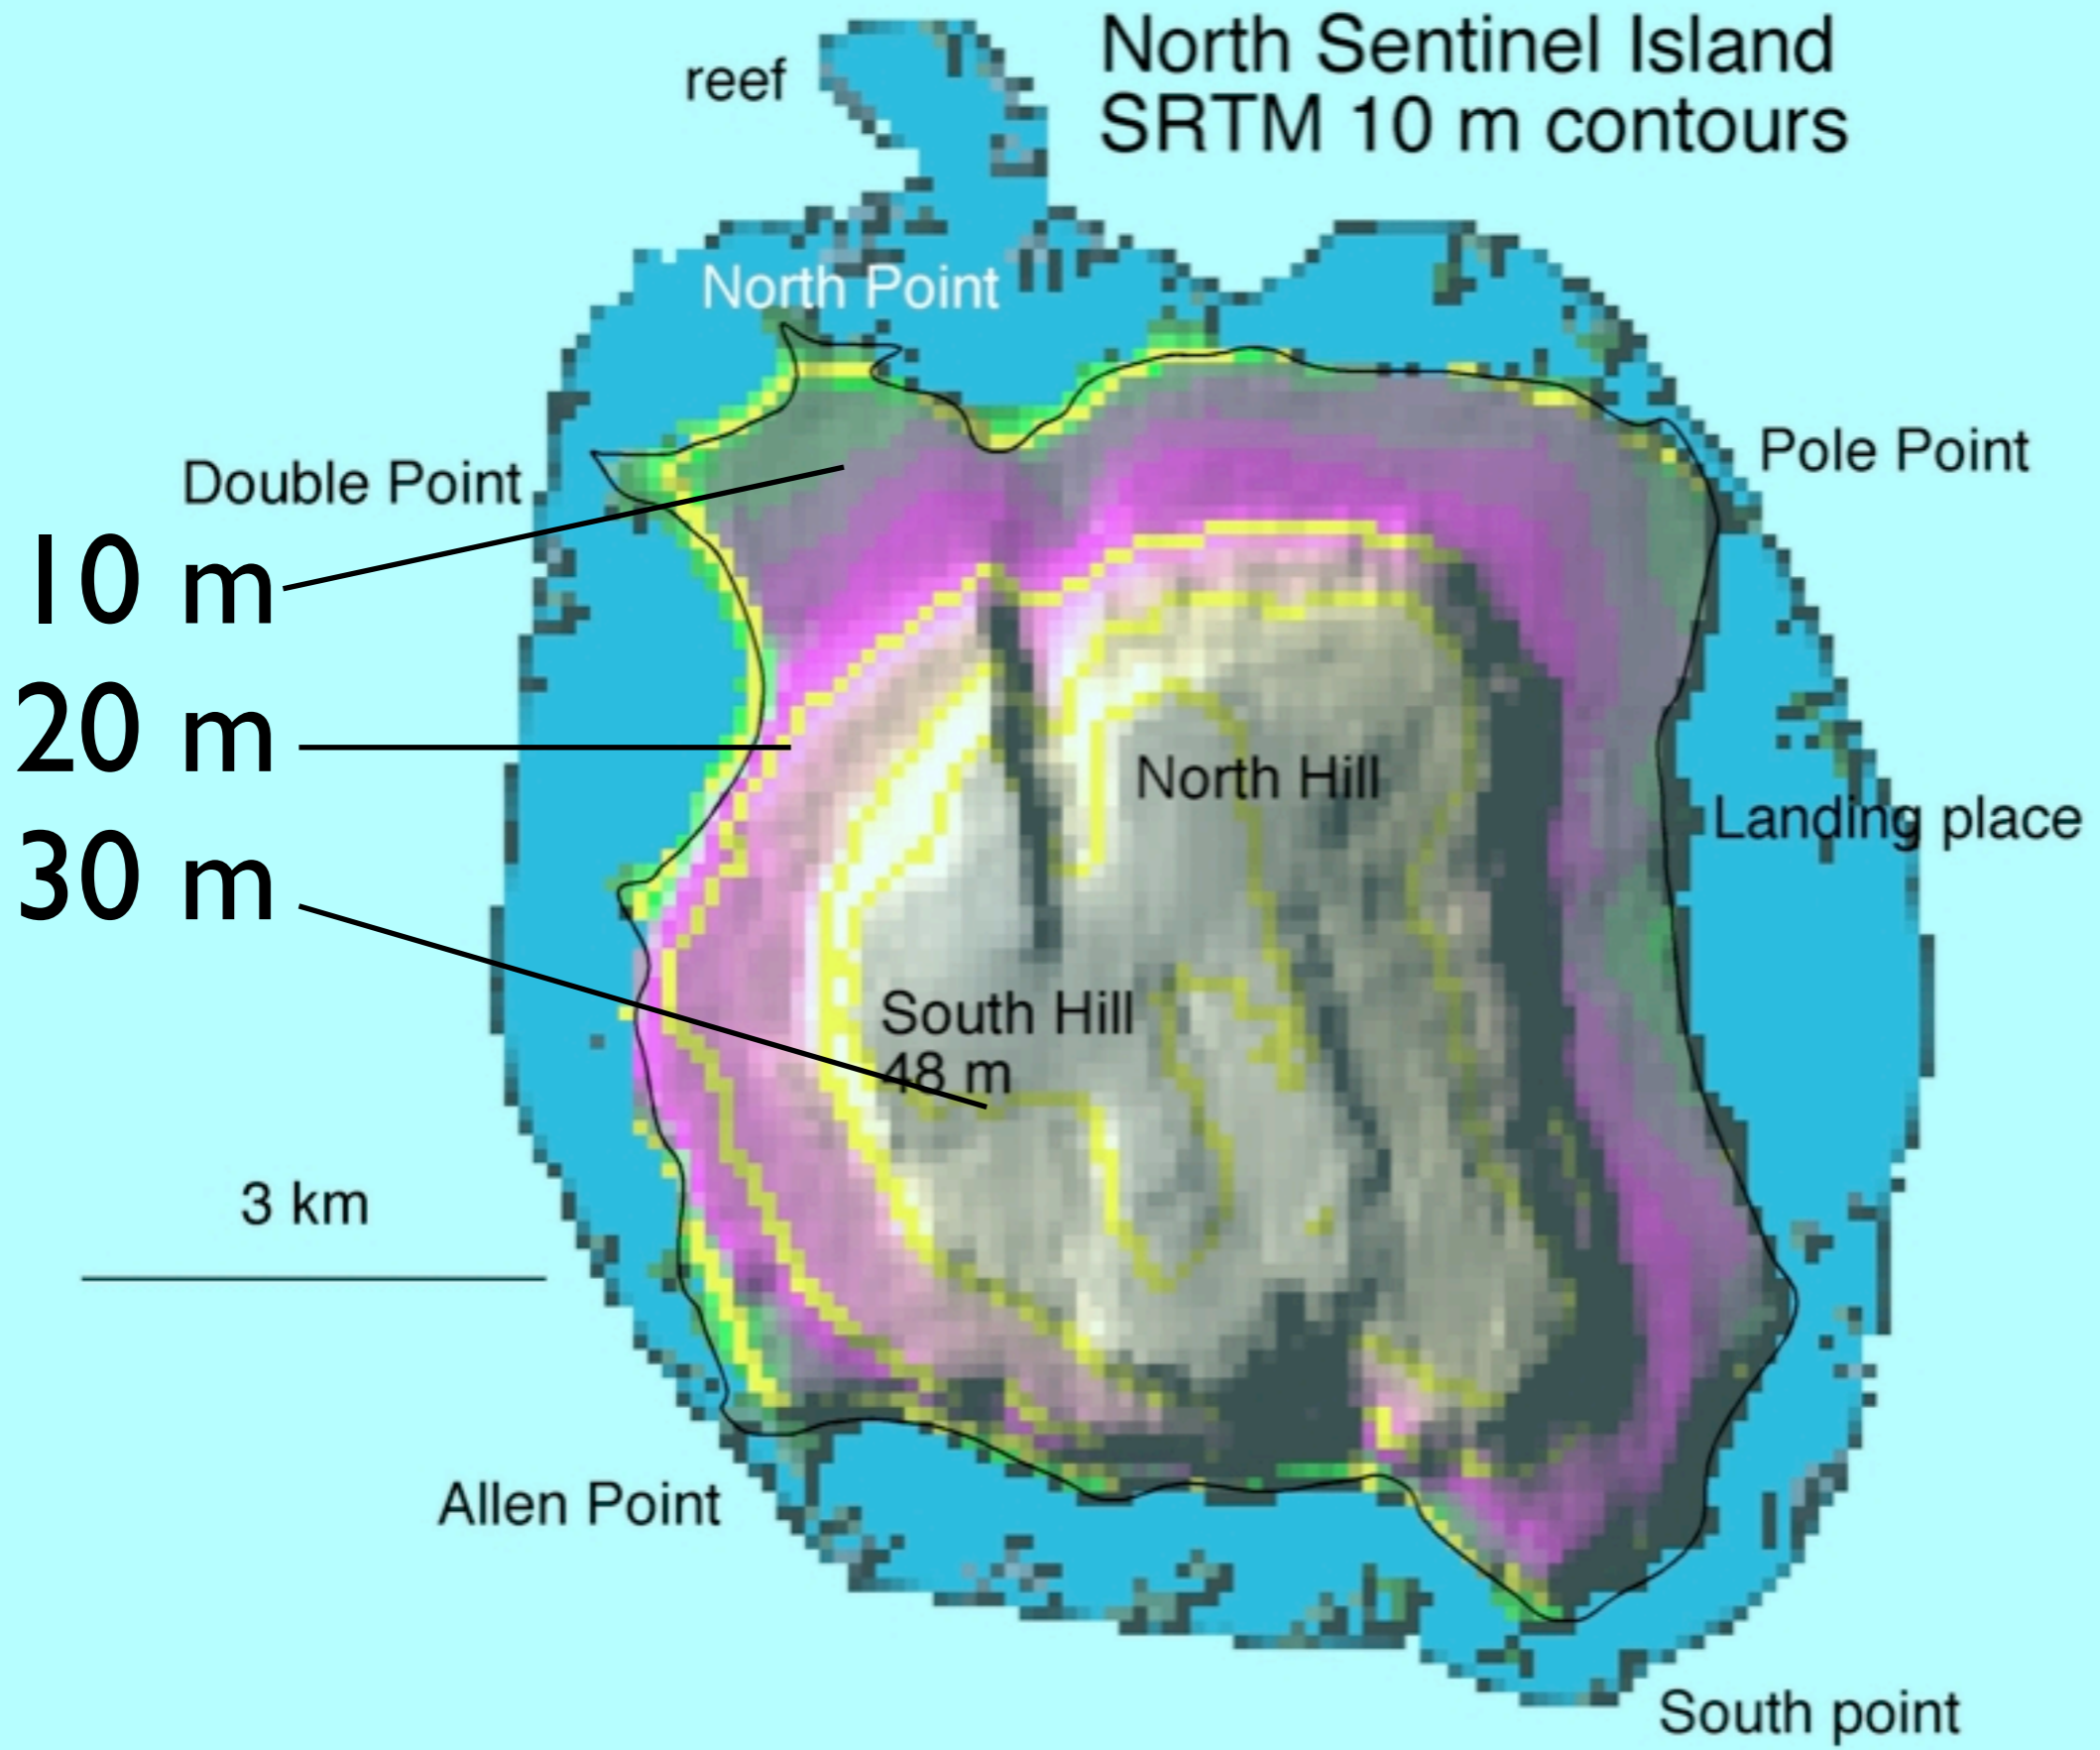 North Sentinel Island
SRTM 10 m contours
reef
North Point
Pole Point
Double Point
10 m
20 m
North Hill
Landing place
30 m
South Hill
48 m
3 km
Allen Point
South point